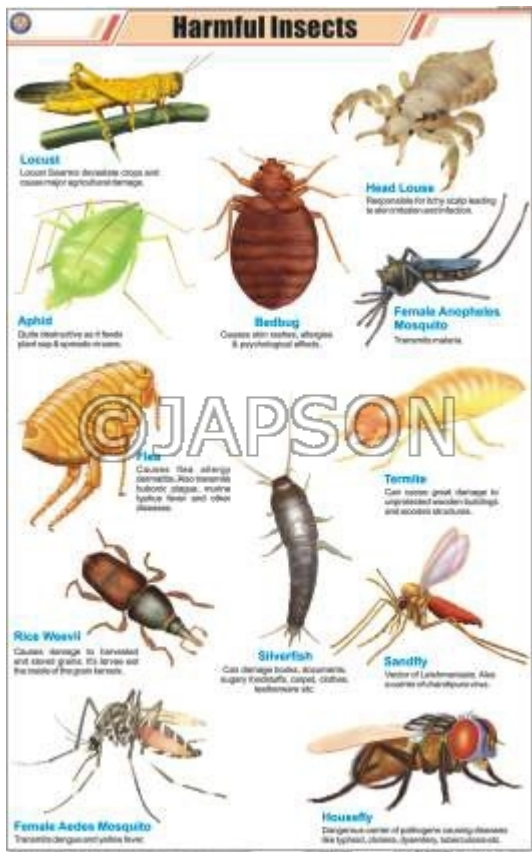 Harmful Insects
Locust
Locust Swarms devastate crops and
cause major agricultural damage.
Head Louse
Responsible for itchy scalp leading
to skin irritation and infection.
Aphid
Quite destructive as it feeds
plant sap & spreads viruses.
Bedbug
Causes skin rashes, allergies
& psychological effects.
Female Anopheles
Mosquito
Transmits malaria.
©JAPSON
Flea
Causes flea allergy
dermatitis. Also transmits
bubonic plague, murine
typhus fever and other
diseases.
Termite
Can cause great damage to
unprotected wooden buildings
and wooden structures.
Rice Weevil
Causes damage to harvested
and stored grains. It's larvae eat
the inside of the grain kernels.
Silverfish
Can damage books, documents,
sugary foodstuffs, carpet, clothes,
leatherware etc
Sandfly
Vector of Leishmaniasis. Also
a carrier of chandipura virus.
Female Aedes Mosquito
Transmits dengue and yellow fever.
Housefly
Dangerous carrier of pathogens causing diseases
like typhoid, cholera, dysentery, tuberculosis etc.